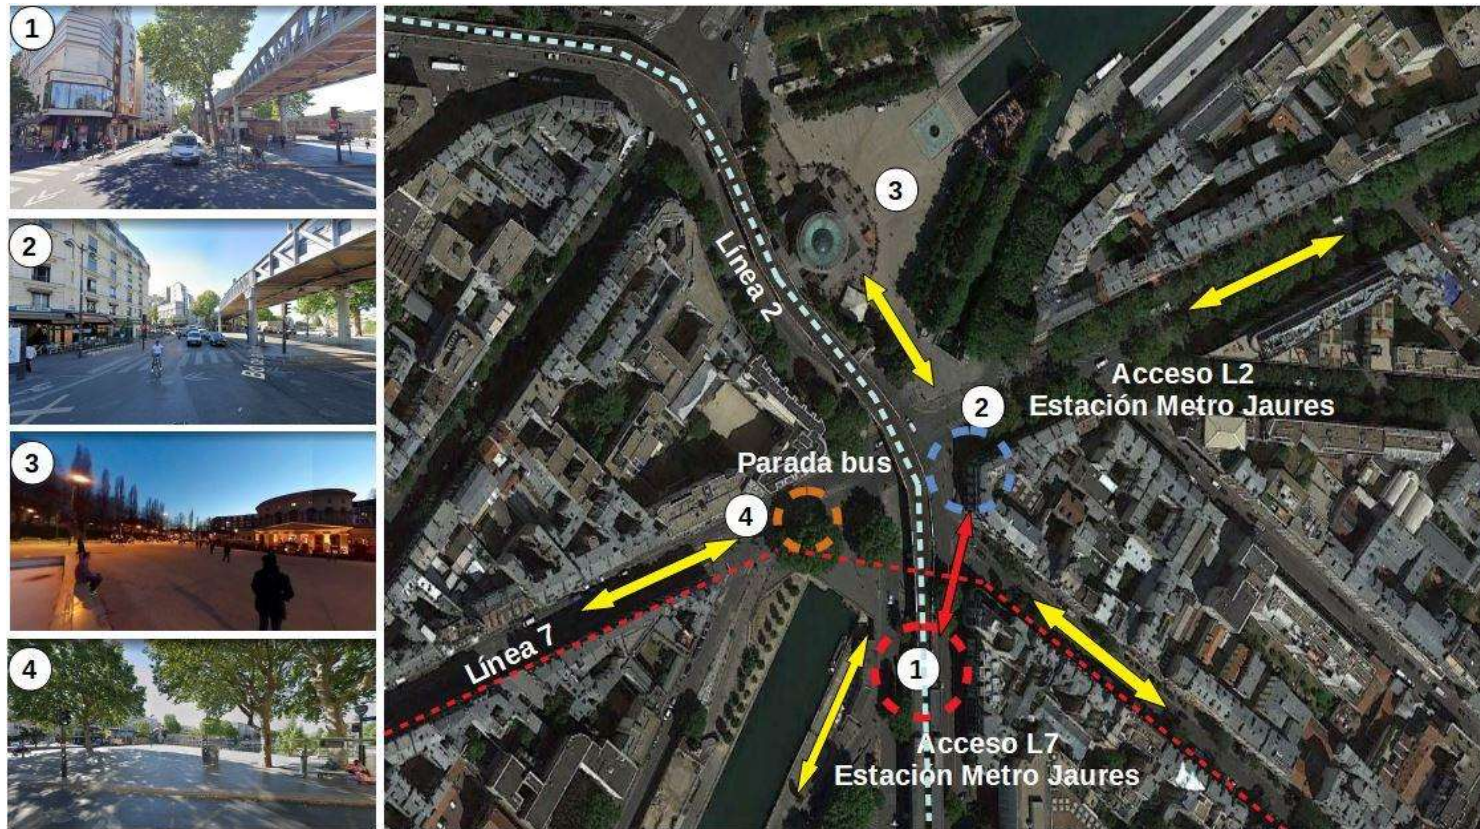 1
2
3
4
3
Línea 2
Acceso L2
Estación Metro Jaures
2
Parada bus
4
Línea 7
1
Acceso L7
Estación Metro Jaures